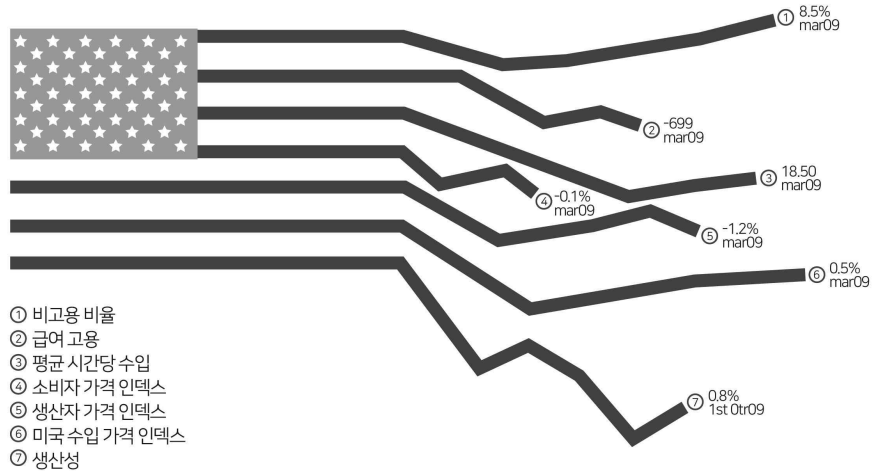 ① 8.5%
mar09
② -699
mar09
③ 18.50
mar09
④ -0.1%
mar09
⑤ -1.2%
mar09
⑥ 0.5%
mar09
⑦ 0.8%
1st 0tr09
① 비고용 비율
② 급여 고용
③ 평균 시간당 수입
④ 소비자 가격 인덱스
⑤ 생산자 가격 인덱스
⑥ 미국 수입 가격 인덱스
⑦ 생산성